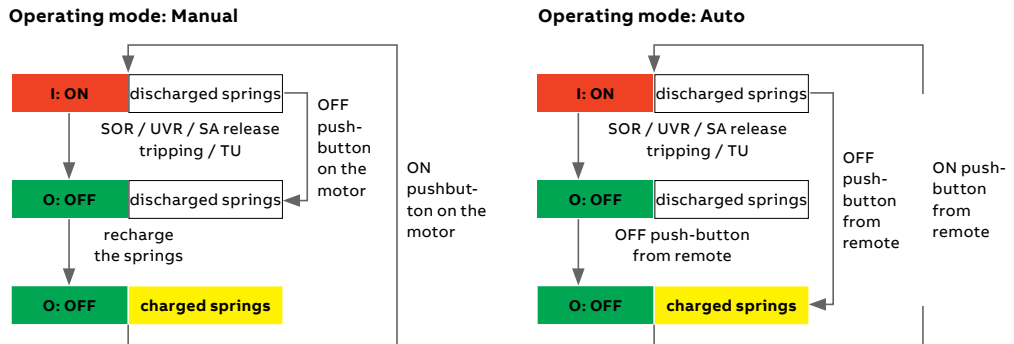 Operating mode: Manual
I: ON
discharged springs
SOR / UVR / SA release
tripping / TU
OFF
push-
button
on the
motor
ON
pushbut-
ton on the
motor
O: OFF
discharged springs
recharge
the springs
O: OFF
charged springs
Operating mode: Auto
I: ON
discharged springs
SOR / UVR / SA release
tripping / TU
OFF
push-
button
from
remote
ON push-
button
from
remote
O: OFF
discharged springs
OFF push-button
from remote
O: OFF
charged springs